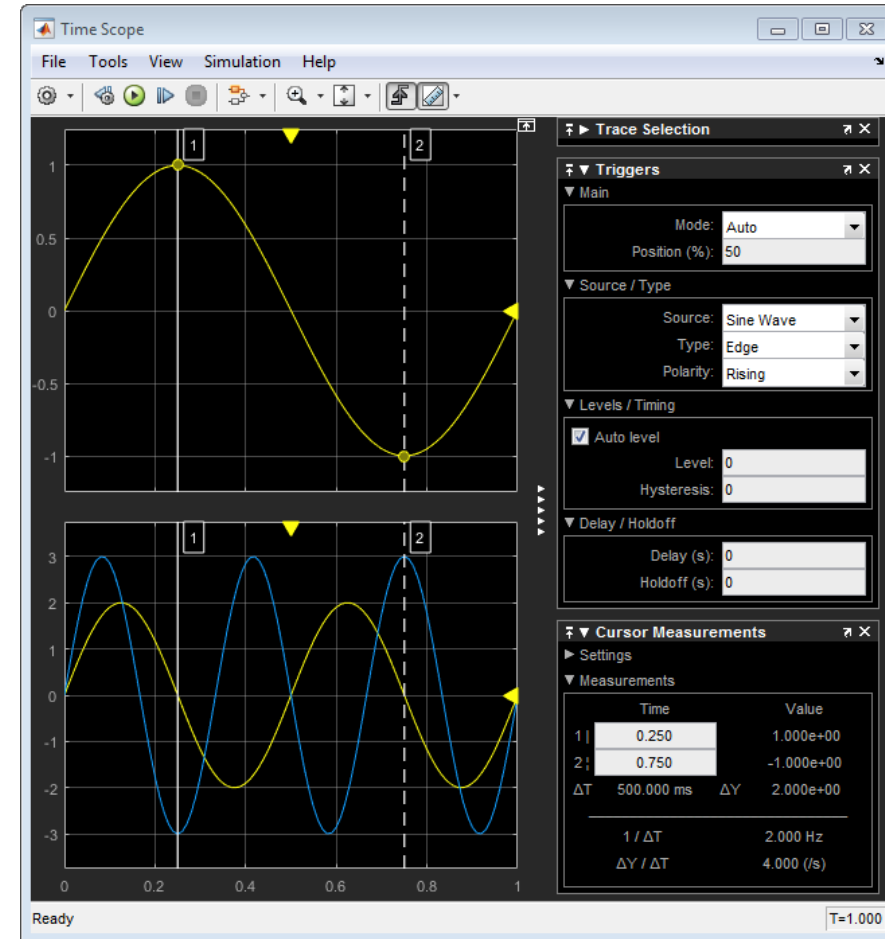 Time Scope
File Tools View Simulation Help
1 2
1
0.5
0
-0.5
-1
1 2
3
2
1
0
-1
-2
-3
0 0.2 0.4 0.6 0.8 1
Trace Selection
Triggers
Main
Mode: Auto
Position (%): 50
Source / Type
Source: Sine Wave
Type: Edge
Polarity: Rising
Levels / Timing
Auto level
Level: 0
Hysteresis: 0
Delay / Holdoff
Delay (s): 0
Holdoff (s): 0
Cursor Measurements
Settings
Measurements
Time Value
1 | 0.250 1.000e+00
2 ¦ 0.750 -1.000e+00
ΔT 500.000 ms ΔY 2.000e+00
1 / ΔT 2.000 Hz
ΔY / ΔT 4.000 (/s)
Ready T=1.000